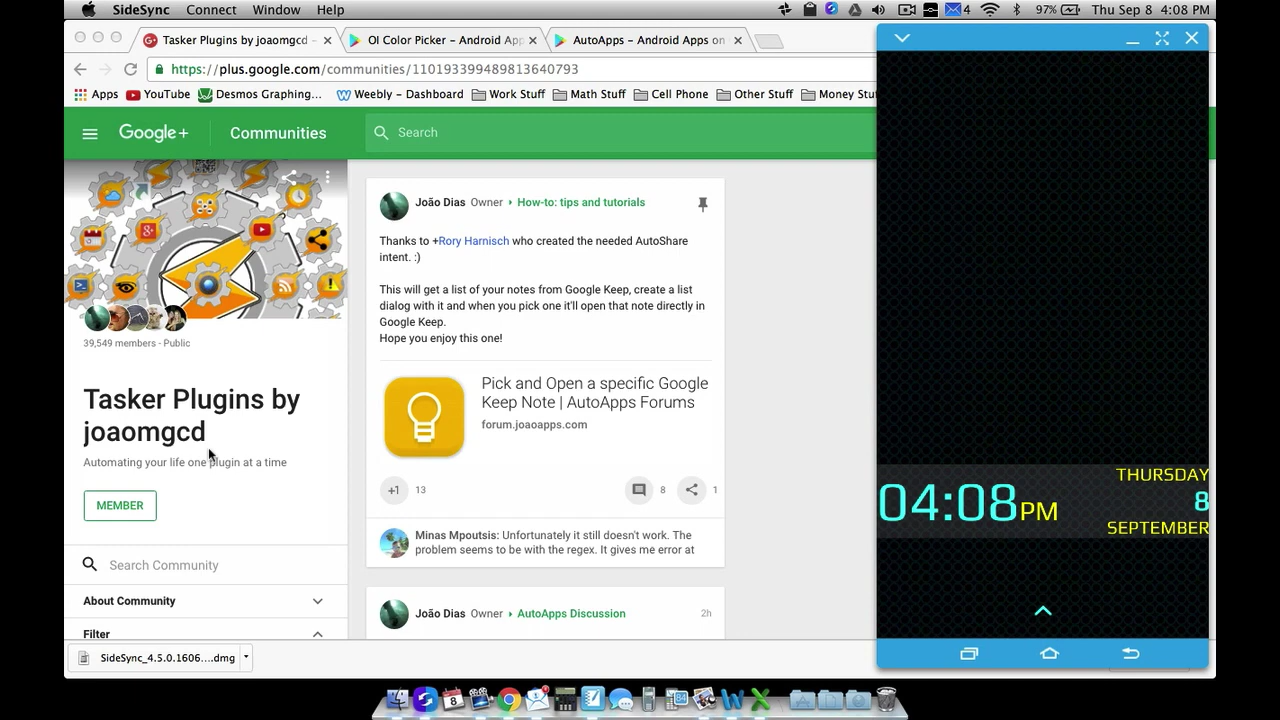 SideSync Connect Window Help
4 97% Thu Sep 8 4:08 PM
Tasker Plugins by joaomgcd –
OI Color Picker – Android App
AutoApps – Android Apps on
https://plus.google.com/communities/110193399489813640793
Apps YouTube Desmos Graphing... Weebly – Dashboard Work Stuff Math Stuff Cell Phone Other Stuff Money Stu
Google+ Communities Search
39,549 members - Public
Tasker Plugins by
joaomgcd
Automating your life one plugin at a time
MEMBER
Search Community
About Community
Filter
João Dias Owner How-to: tips and tutorials
Thanks to +Rory Harnisch who created the needed AutoShare
intent. :)
This will get a list of your notes from Google Keep, create a list
dialog with it and when you pick one it'll open that note directly in
Google Keep.
Hope you enjoy this one!
Pick and Open a specific Google
Keep Note | AutoApps Forums
forum.joaoapps.com
+1 13 8 1
Minas Mpoutsis: Unfortunately it still doesn't work. The
problem seems to be with the regex. It gives me error at
João Dias Owner AutoApps Discussion 2h
04:08PM
THURSDAY
8
SEPTEMBER
SideSync_4.5.0.1606....dmg